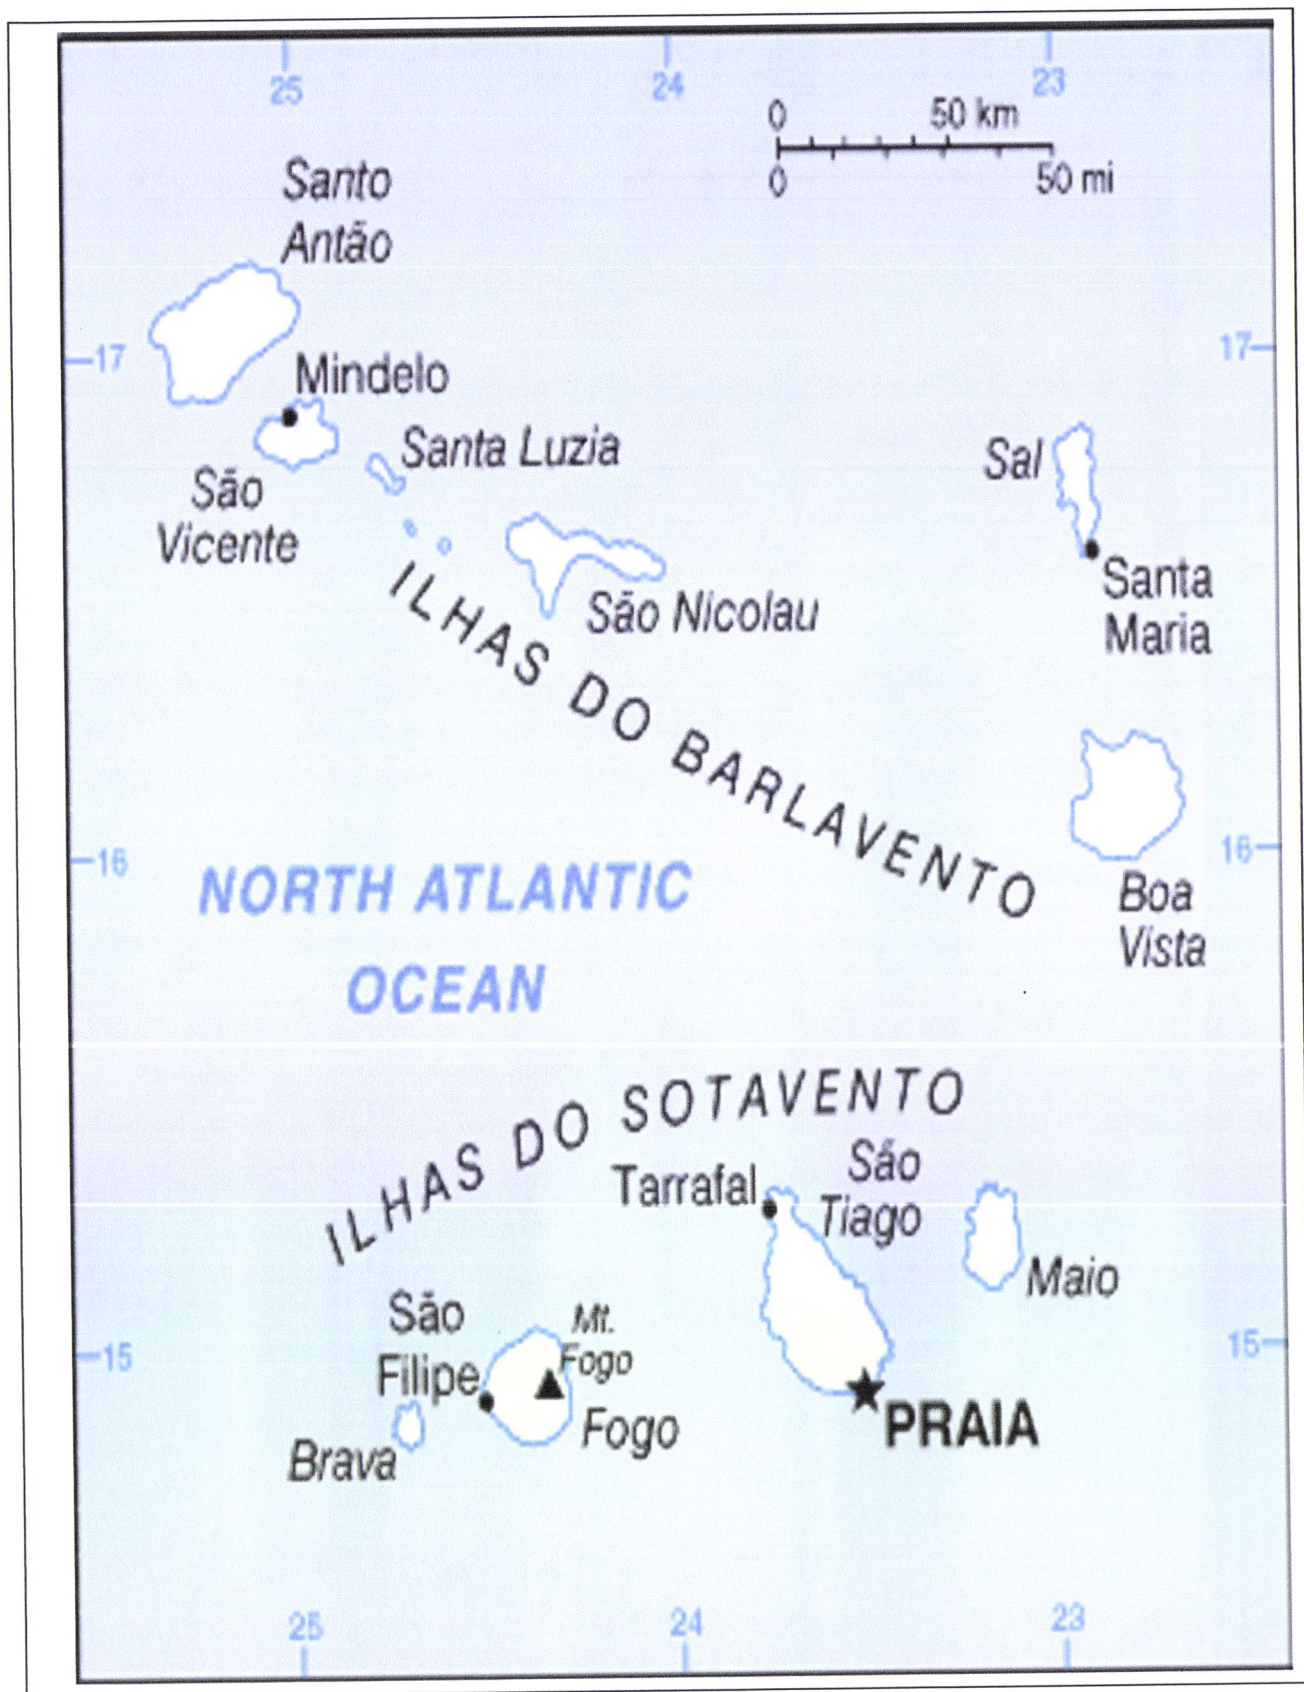 25 24 23
0 50 km
0 50 mi
Santo
Antão
17 17
Mindelo
Santa Luzia
Sal
São
Vicente
Santa
Maria
São Nicolau
ILHAS DO BARLAVENTO
16 16
NORTH ATLANTIC
OCEAN
Boa
Vista
ILHAS DO SOTAVENTO
Tarrafal
São
Tiago
Maio
São
Filipe
Mt.
Fogo
15 15
Fogo
Brava
PRAIA
25 24 23